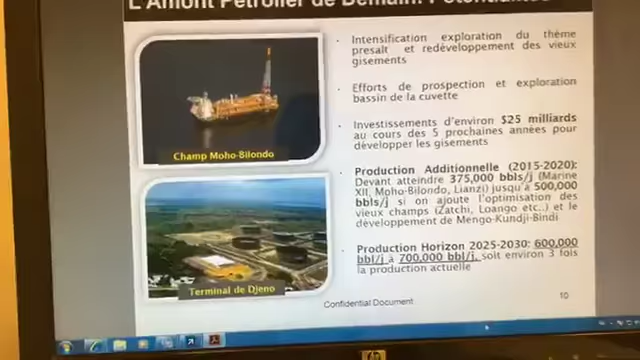 L'Amont Pétrolier de Demain:
Intensification exploration du thème
presalt et redéveloppement des vieux
gisements
Efforts de prospection et exploration
bassin de la cuvette
Investissements d'environ $25 milliards
au cours des 5 prochaines années pour
développer les gisements
Champ Moho-Bilondo
Production Additionnelle (2015-2020):
Devant atteindre 375,000 bbls/j (Marine
XII, Moho-Bilondo, Lianzi) jusqu'à 500,000
bbls/j si on ajoute l'optimisation des
vieux champs (Zatchi, Loango etc..) et le
développement de Mengo-Kundji-Bindi
Production Horizon 2025-2030: 600,000
bbl/j à 700,000 bbl/j, soit environ 3 fois
la production actuelle
Terminal de Djeno
Confidential Document
10
hp